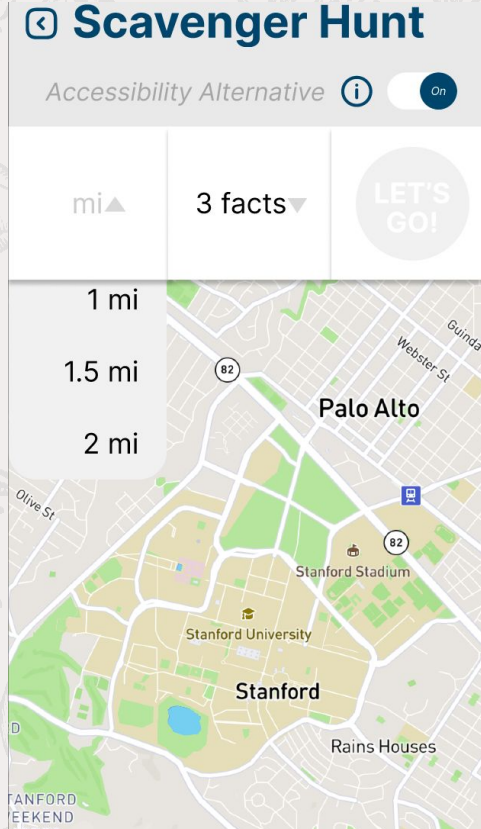 Scavenger Hunt
Accessibility Alternative
On
mi
3 facts
LET'S
GO!
1 mi
1.5 mi
2 mi
82
Guinda
Webster St
Palo Alto
Olive St
82
Stanford Stadium
Stanford University
Stanford
Rains Houses
D
TANFORD
EEKEND